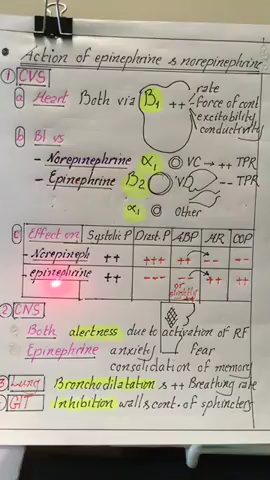 Action of epinephrine & norepinephrine
① CVS
ⓐ Heart Both via B1 ++ rate
Force of cont
excitability
conductivity
ⓑ Bl vs
- Norepinephrine α1 VC → ++ TPR
- Epinephrine B2 VD -- TPR
α1 Other
ⓒ Effect on Systolic P Diast. P ABP HR COP
- Norepineph ++ +++ ++ -- --
- epinephrine ++ --- -- or slightly ++ ++ ++
② CNS
Both alertness due to activation of RF
Epinephrine anxiety Fear
consolidation of memory
3 Lung Bronchodilatation & ++ Breathing rate
GIT Inhibition wall & cont. of sphincters